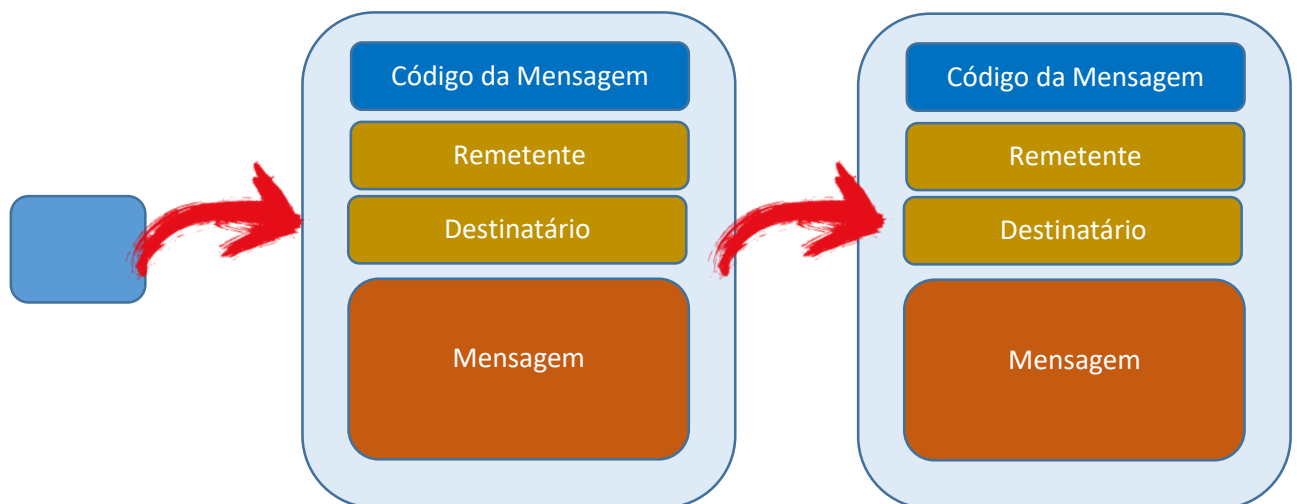 Código da Mensagem
Remetente
Destinatário
Mensagem
Código da Mensagem
Remetente
Destinatário
Mensagem